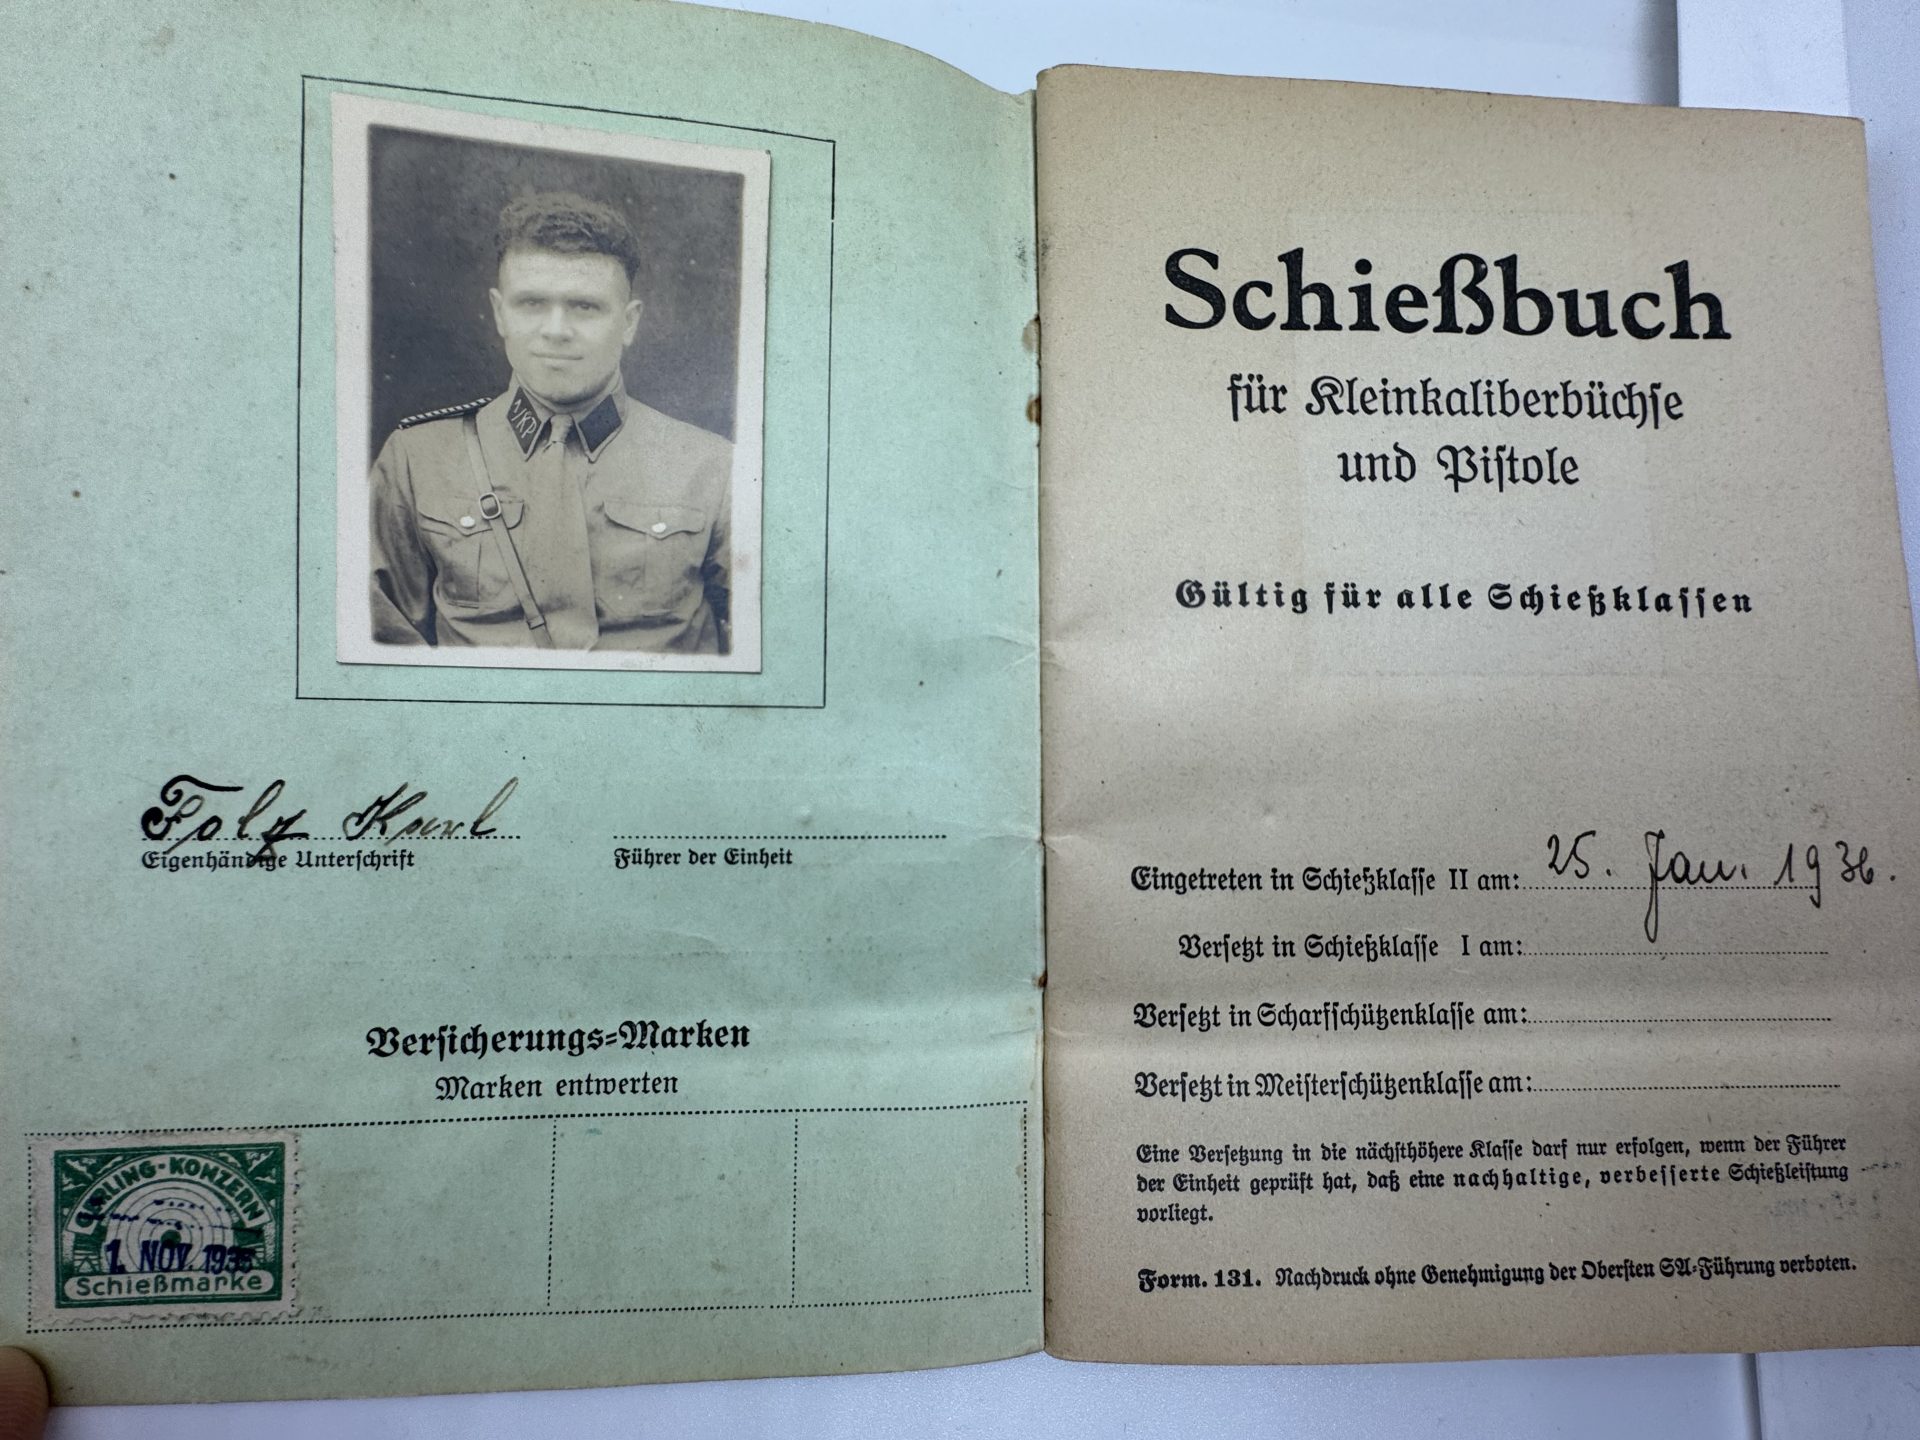 1/KP
Folz Karl
Eigenhändige Unterschrift
Führer der Einheit
Versicherungs-Marken
Marken entwerten
GERLING-KONZERN
1. NOV. 1935
Schießmarke
Schießbuch
für Kleinkaliberbüchse
und Pistole
Gültig für alle Schießklassen
Eingetreten in Schießklasse II am: 25. Jan. 1936.
Versetzt in Schießklasse I am:
Versetzt in Scharfschützenklasse am:
Versetzt in Meisterschützenklasse am:
Eine Versetzung in die nächsthöhere Klasse darf nur erfolgen, wenn der Führer
der Einheit geprüft hat, daß eine nachhaltige, verbesserte Schießleistung
vorliegt.
Form. 131. Nachdruck ohne Genehmigung der Obersten SA-Führung verboten.